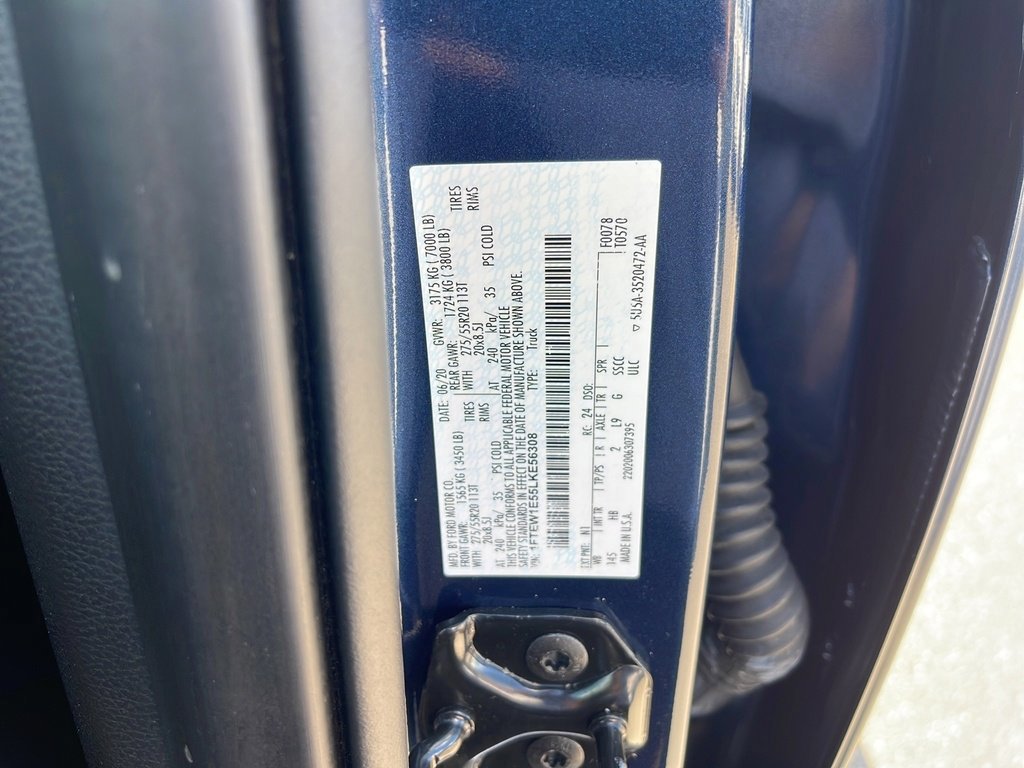 MFD. BY FORD MOTOR CO. DATE: 06/20 GVWR: 3175 KG ( 7000 LB)
FRONT GAWR: 1565 KG ( 3450 LB) REAR GAWR: 1724 KG ( 3800 LB)
WITH 275/55R20 113T TIRES WITH 275/55R20 113T TIRES
20x8.5J RIMS 20x8.5J RIMS
AT 240 kPa/ 35 PSI COLD AT 240 kPa/ 35 PSI COLD
THIS VEHICLE CONFORMS TO ALL APPLICABLE FEDERAL MOTOR VEHICLE
SAFETY STANDARDS IN EFFECT ON THE DATE OF MANUFACTURE SHOWN ABOVE.
VIN: 1FTEW1E55LKE56308 TYPE: Truck
EXT PNT: N1 RC: 24 DSO: F0078
WB INT TR TP/PS R AXLE TR SPR T0570
145 HB 2 L9 G SSCC
MADE IN U.S.A. 2202006307395 ULC ▽ SU5A-3520472-AA